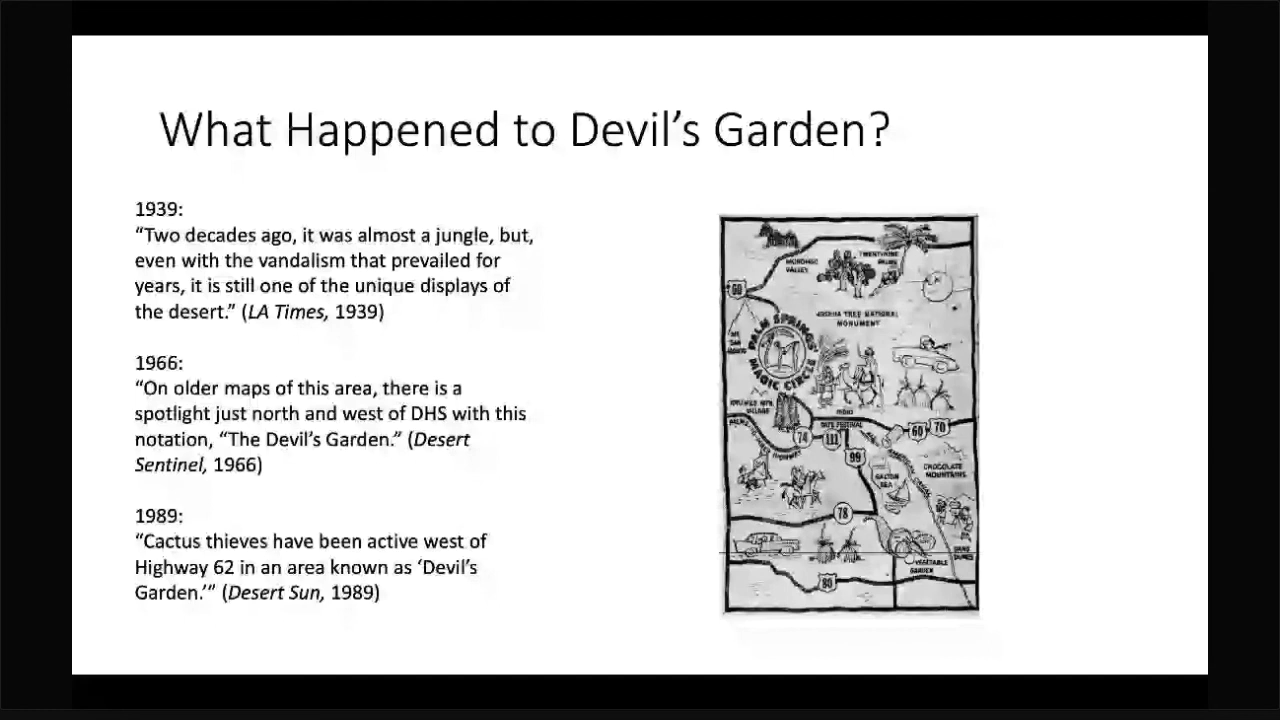 What Happened to Devil’s Garden?
1939:
“Two decades ago, it was almost a jungle, but,
even with the vandalism that prevailed for
years, it is still one of the unique displays of
the desert.” (LA Times, 1939)
1966:
“On older maps of this area, there is a
spotlight just north and west of DHS with this
notation, “The Devil’s Garden.” (Desert
Sentinel, 1966)
1989:
“Cactus thieves have been active west of
Highway 62 in an area known as ‘Devil’s
Garden.’” (Desert Sun, 1989)
MORONGO
VALLEY
TWENTYNINE
PALMS
60
JOSHUA TREE NATIONAL
MONUMENT
PALM SPRINGS'
MAGIC CIRCLE
VILLAGE
INDIO
DATE FESTIVAL
74
111
60
70
99
HIGHWAY
CHOCOLATE
MOUNTAINS
SALTON
SEA
78
SAND
DUNES
VEGETABLE
GARDEN
80